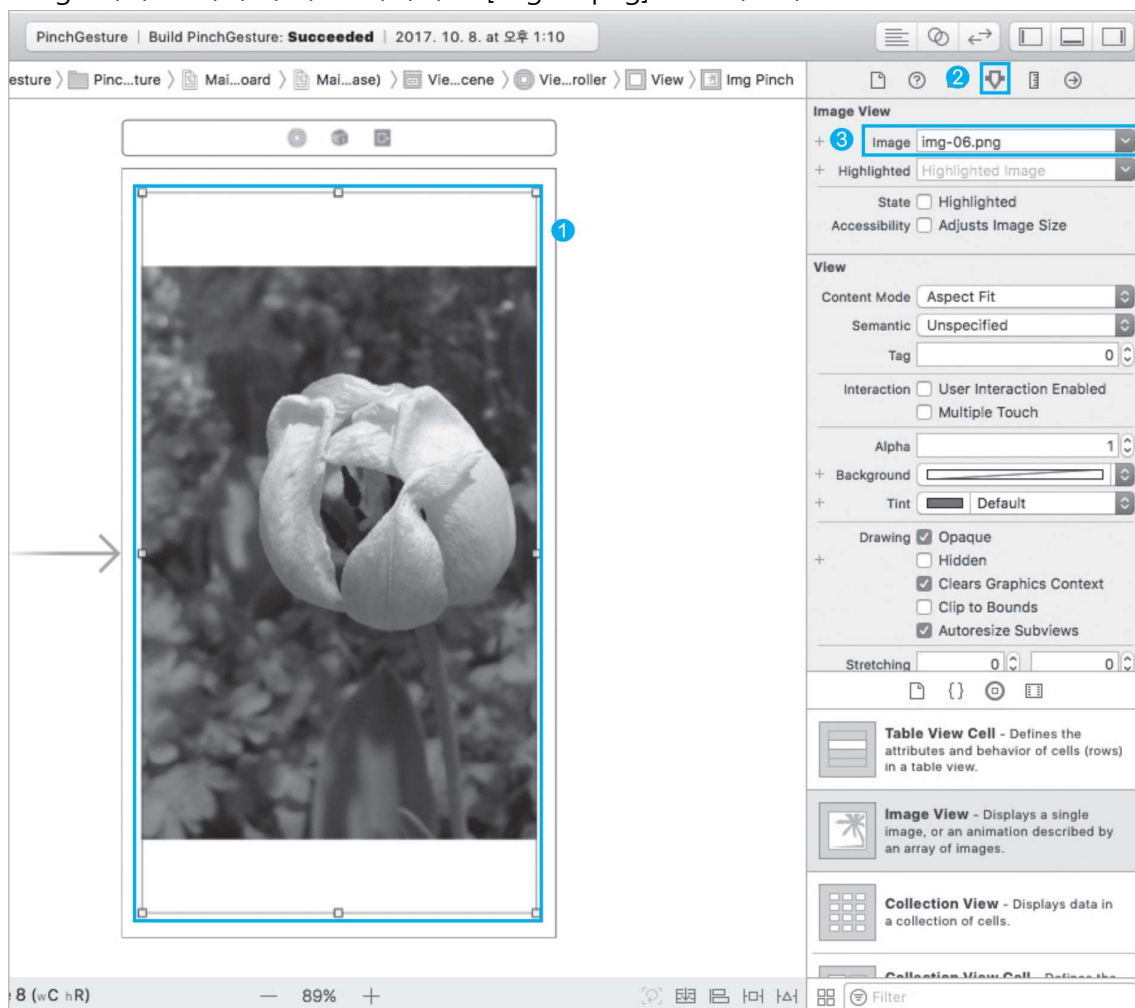 PinchGesture | Build PinchGesture: Succeeded | 2017. 10. 8. at 오후 1:10
esture 〉 Pinc...ture 〉 Mai...oard 〉 Mai...ase) 〉 Vie...cene 〉 Vie...roller 〉 View 〉 Img Pinch
2
Image View
3 Image img-06.png
Highlighted Highlighted Image
State Highlighted
Accessibility Adjusts Image Size
1
View
Content Mode Aspect Fit
Semantic Unspecified
Tag 0
Interaction User Interaction Enabled
Multiple Touch
Alpha 1
Background
Tint Default
Drawing Opaque
Hidden
Clears Graphics Context
Clip to Bounds
Autoresize Subviews
Stretching 0 0
Table View Cell - Defines the
attributes and behavior of cells (rows)
in a table view.
Image View - Displays a single
image, or an animation described by
an array of images.
Collection View - Displays data in
a collection of cells.
Collection View Cell - Defines the
8 (wC hR) — 89% +
Filter